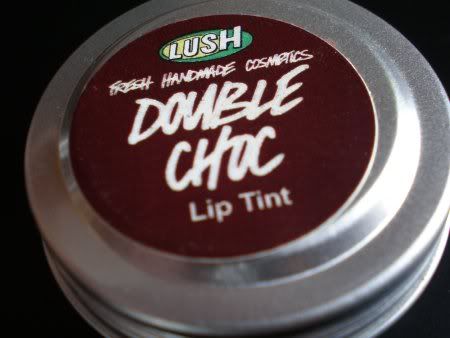 LUSH
FRESH HANDMADE COSMETICS
DOUBLE
CHOC
Lip Tint